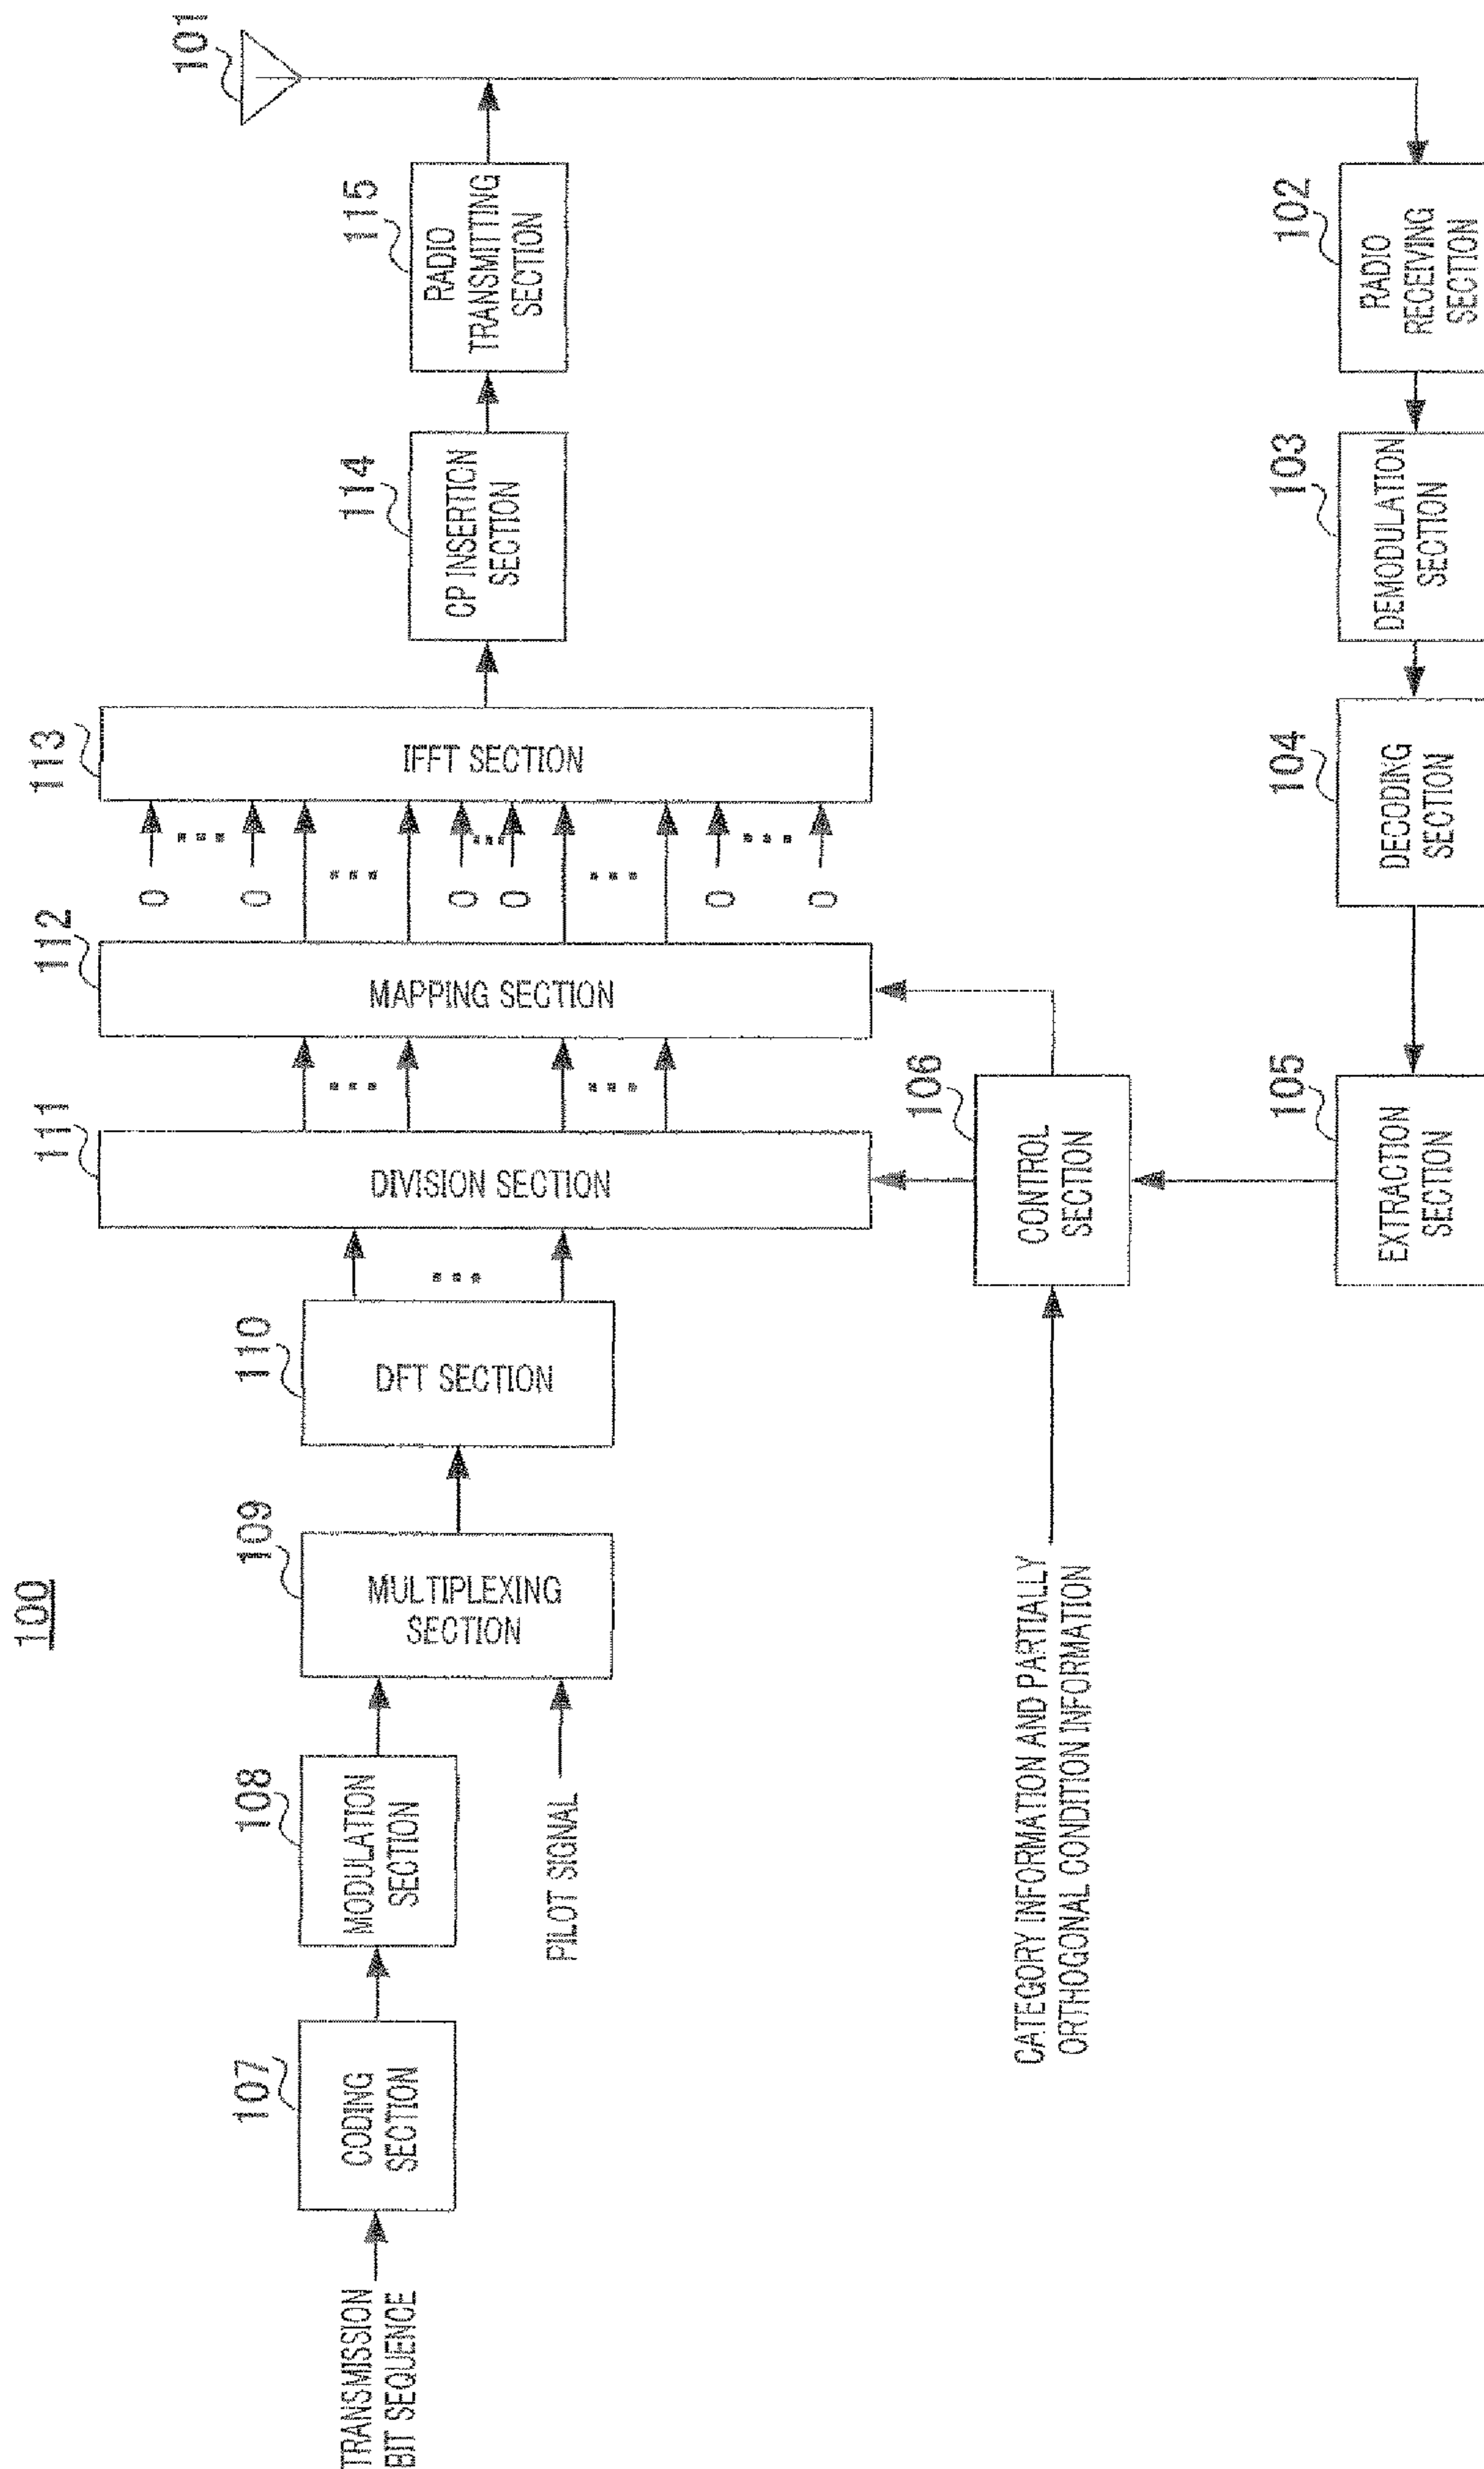 100
TRANSMISSION
BIT SEQUENCE
107
CODING
SECTION
108
MODULATION
SECTION
PILOT SIGNAL
109
MULTIPLEXING
SECTION
110
DFT SECTION
...
111
DIVISION SECTION
...
...
112
MAPPING SECTION
0
...
0
...
0
...
0
...
0
...
0
113
IFFT SECTION
114
CP INSERTION
SECTION
115
RADIO
TRANSMITTING
SECTION
101
CATEGORY INFORMATION AND PARTIALLY
ORTHOGONAL CONDITION INFORMATION
106
CONTROL
SECTION
105
EXTRACTION
SECTION
104
DECODING
SECTION
103
DEMODULATION
SECTION
102
RADIO
RECEIVING
SECTION